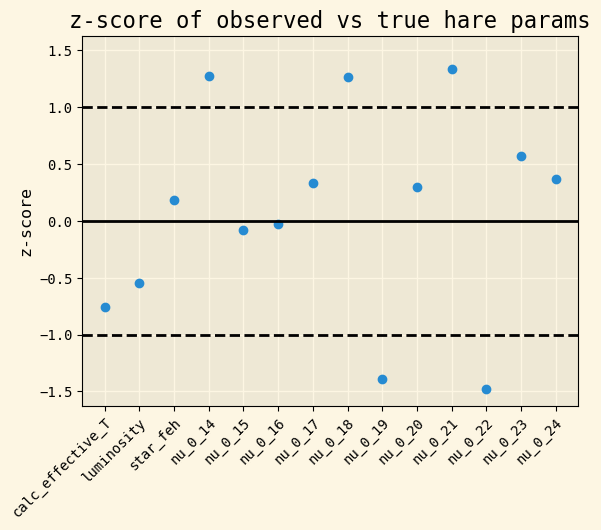 z-score of observed vs true hare params
z-score
1.5
1.0
0.5
0.0
−0.5
−1.0
−1.5
calc_effective_T
luminosity
star_feh
nu_0_14
nu_0_15
nu_0_16
nu_0_17
nu_0_18
nu_0_19
nu_0_20
nu_0_21
nu_0_22
nu_0_23
nu_0_24